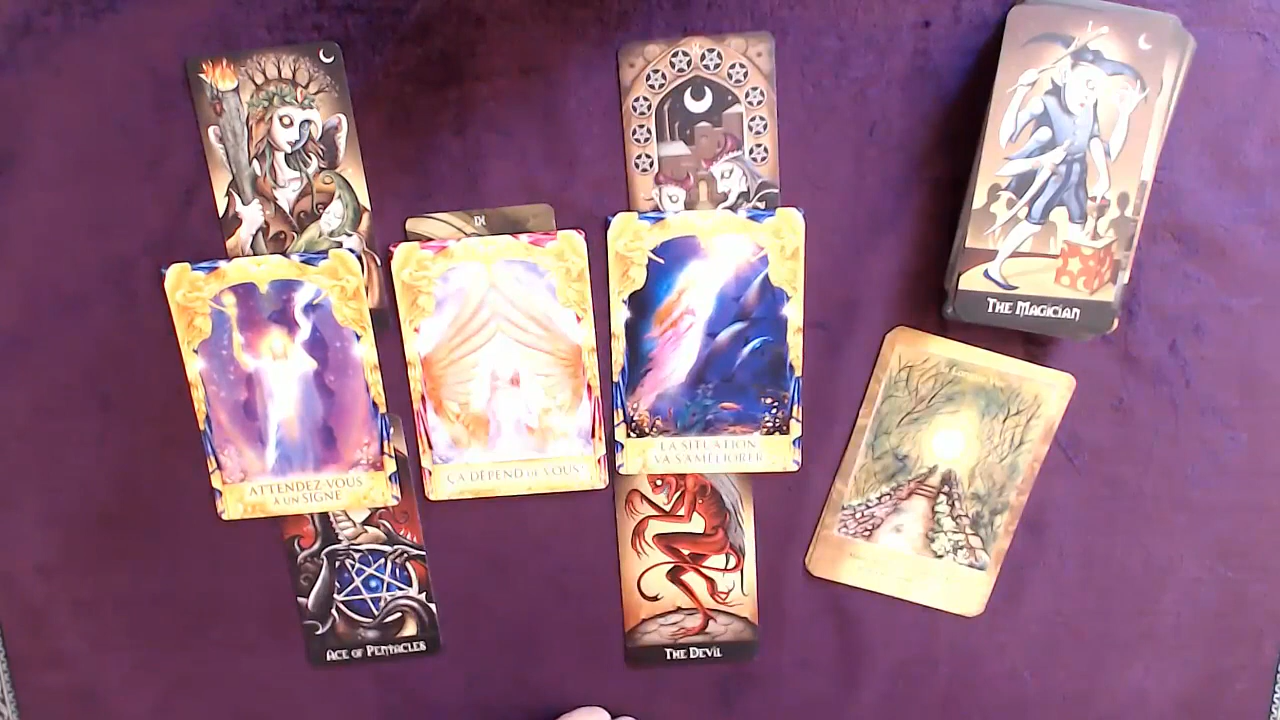 THE MAGICIAN
ATTENDEZ-VOUS
À UN SIGNE
ÇA DÉPEND DE VOUS!
LA SITUATION
VA S'AMÉLIORER
ACE OF PENTACLES
THE DEVIL